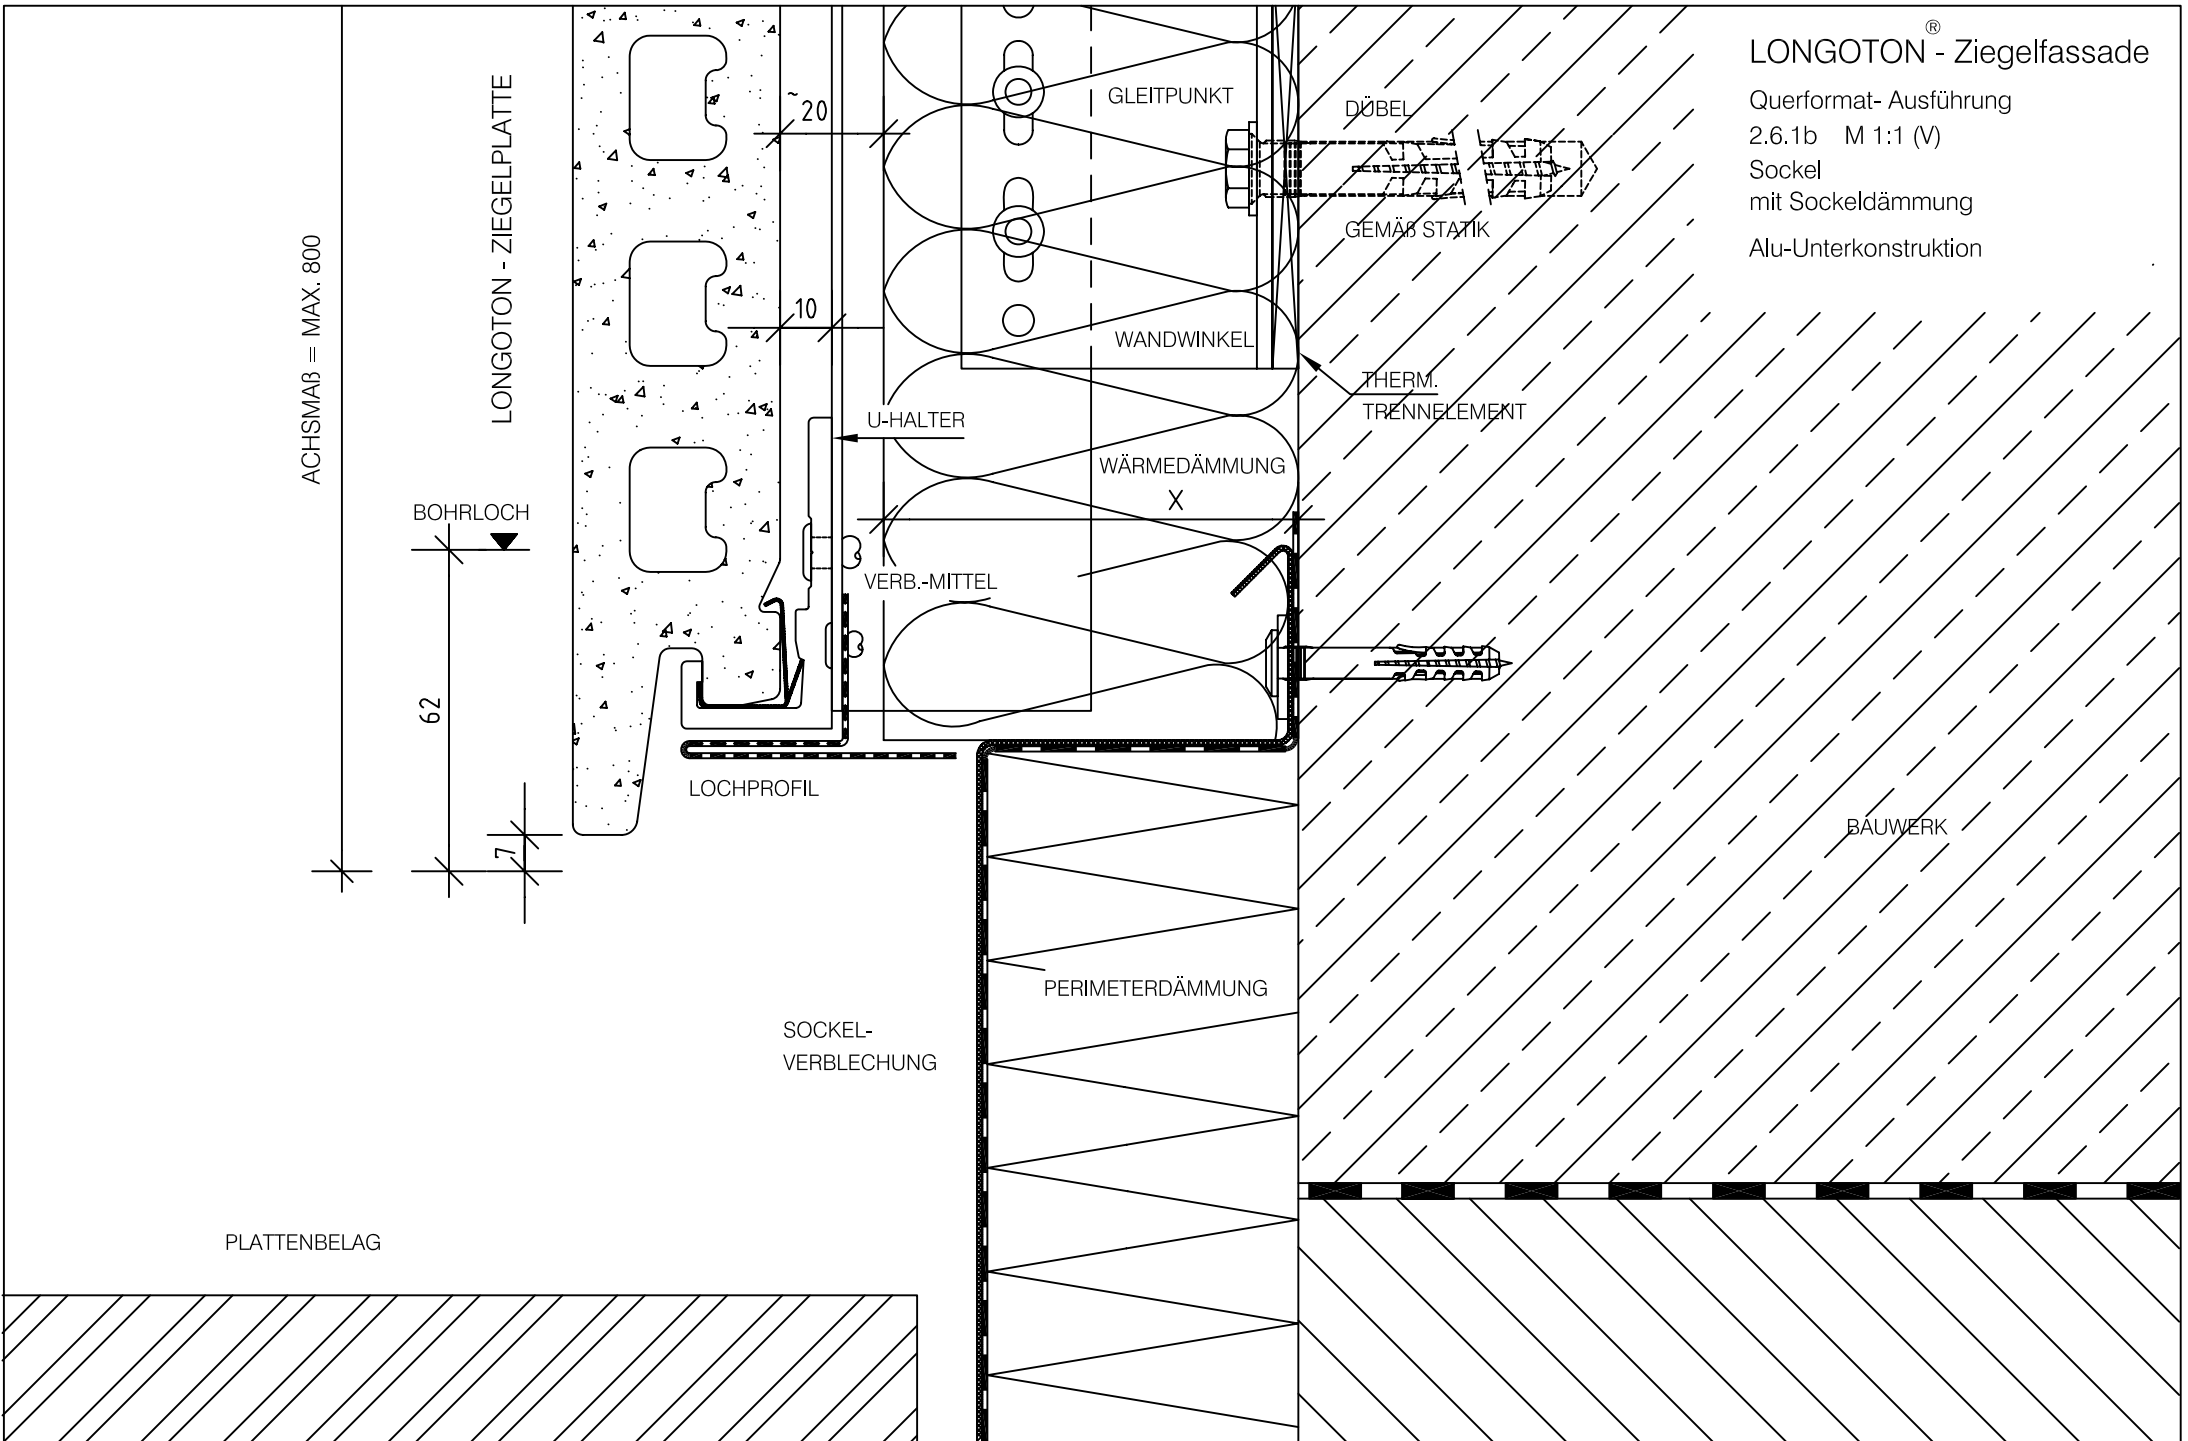 LONGOTON® - Ziegelfassade
Querformat- Ausführung
2.6.1b M 1:1 (V)
Sockel
mit Sockeldämmung
Alu-Unterkonstruktion
ACHSMAß = MAX. 800
LONGOTON - ZIEGELPLATTE
~20
GLEITPUNKT
DÜBEL
GEMÄß STATIK
10
WANDWINKEL
THERM.
TRENNELEMENT
U-HALTER
WÄRMEDÄMMUNG
X
BOHRLOCH
VERB.-MITTEL
62
LOCHPROFIL
7
BAUWERK
PERIMETERDÄMMUNG
SOCKEL-
VERBLECHUNG
PLATTENBELAG